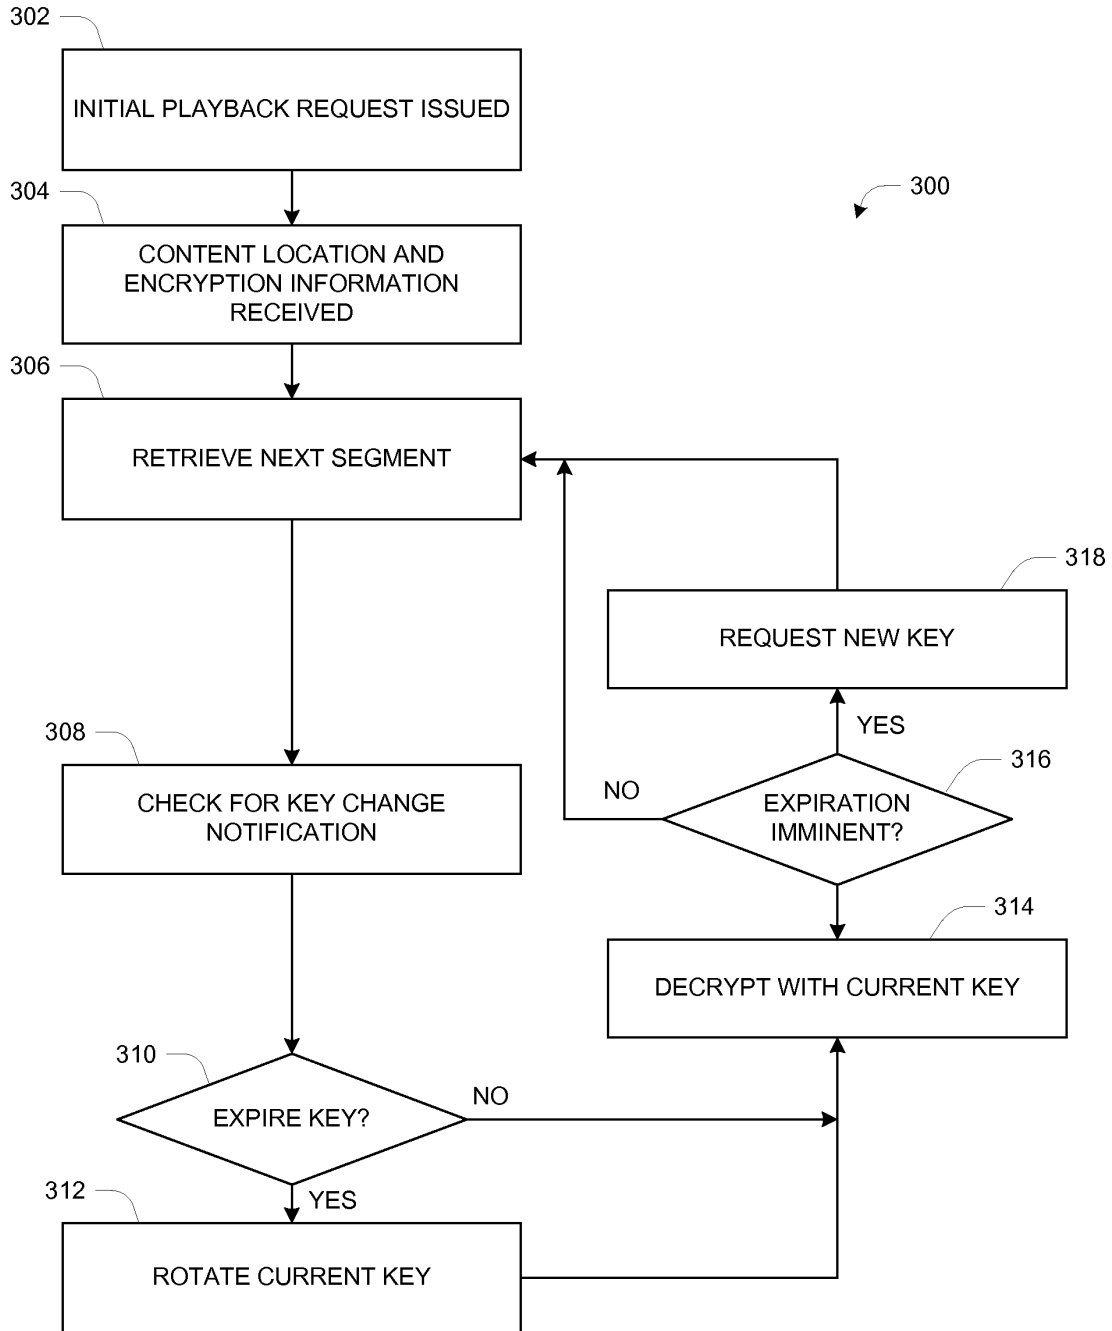 302
INITIAL PLAYBACK REQUEST ISSUED
304
300
CONTENT LOCATION AND
ENCRYPTION INFORMATION
RECEIVED
306
RETRIEVE NEXT SEGMENT
318
REQUEST NEW KEY
YES
308
316
NO
EXPIRATION
IMMINENT?
CHECK FOR KEY CHANGE
NOTIFICATION
314
DECRYPT WITH CURRENT KEY
310
NO
EXPIRE KEY?
312
YES
ROTATE CURRENT KEY